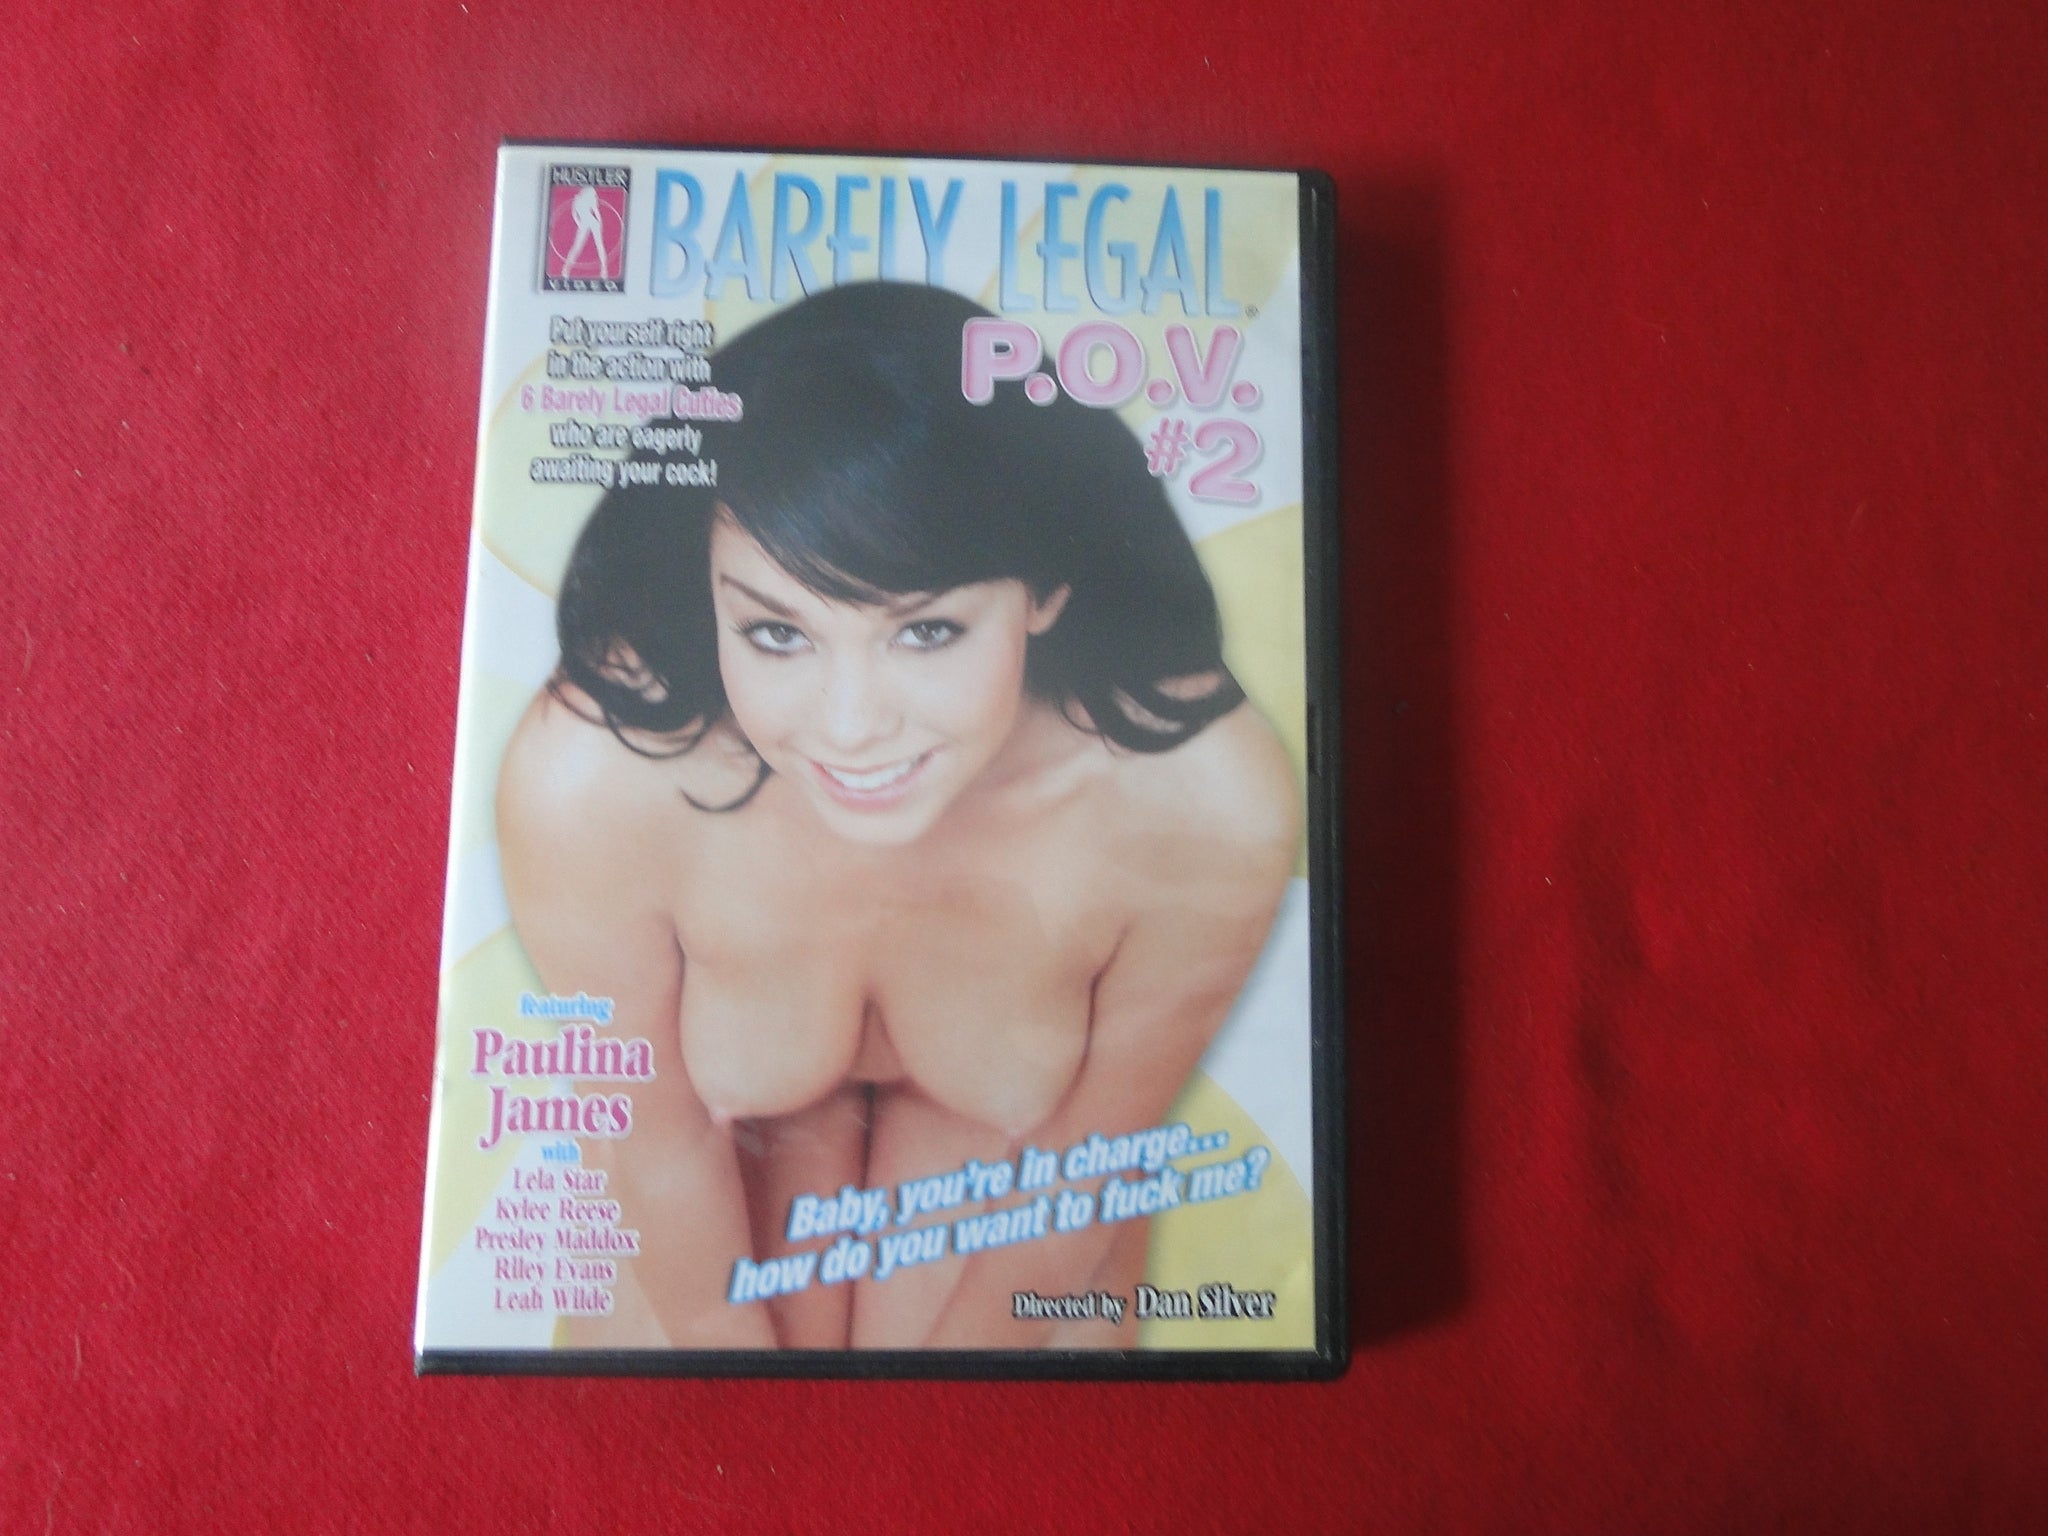 HUSTLER
VIDEO
BARELY LEGAL®
P.O.V.
#2
Put yourself right
in the action with
6 Barely Legal Cuties
who are eagerly
awaiting your cock!
featuring
Paulina
James
with
Lela Star
Kylee Reese
Presley Maddox
Riley Evans
Leah Wilde
Baby, you're in charge...
how do you want to fuck me?
Directed by Dan Silver